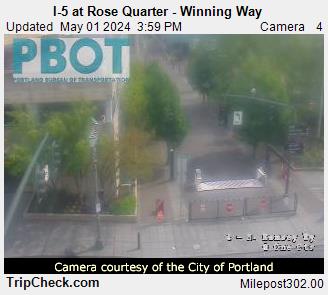 I-5 at Rose Quarter - Winning Way
Updated May 01 2024 3:59 PM Camera 4
PBOT
PORTLAND BUREAU OF TRANSPORTATION
Camera courtesy of the City of Portland
TripCheck.com Milepost302.00